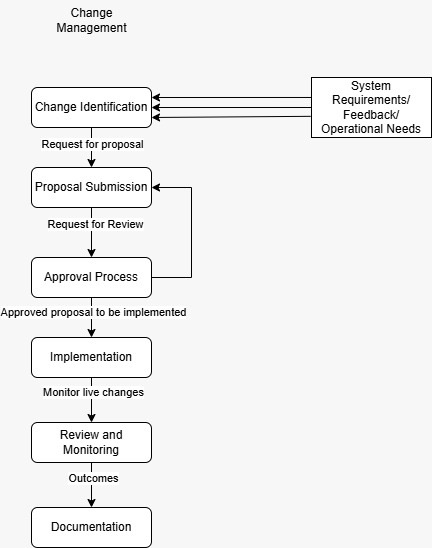 Change
Management
Change Identification
System
Requirements/
Feedback/
Operational Needs
Request for proposal
Proposal Submission
Request for Review
Approval Process
Approved proposal to be implemented
Implementation
Monitor live changes
Review and
Monitoring
Outcomes
Documentation